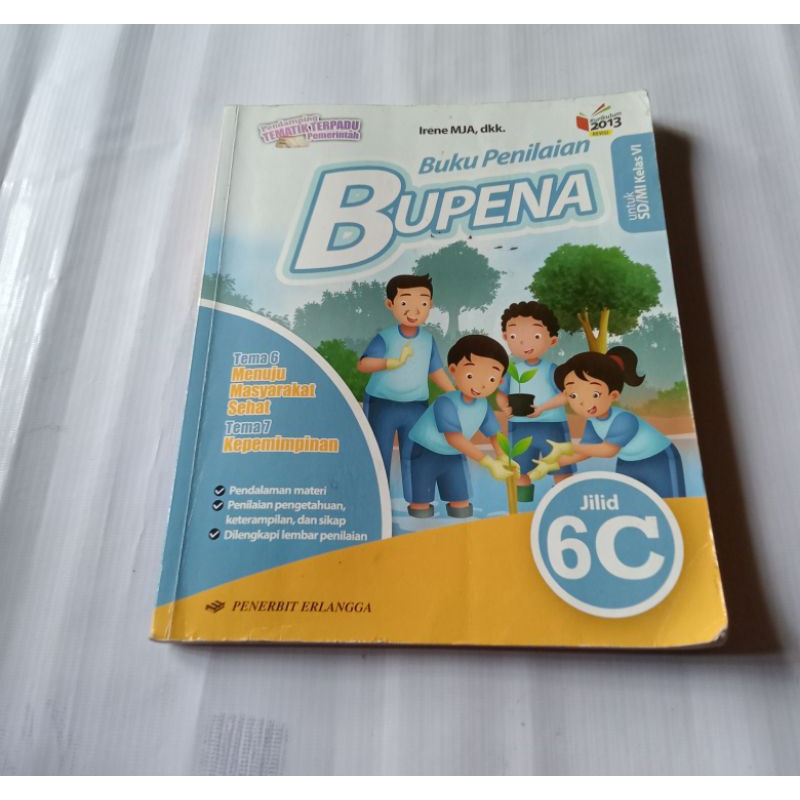 Pendamping
TEMATIK TERPADU
Pemerintah
Irene MJA, dkk.
Kurikulum
2013
REVISI
Buku Penilaian
BUPENA
untuk
SD/MI Kelas VI
Tema 6
Menuju
Masyarakat
Sehat
Tema 7
Kepemimpinan
Pendalaman materi
Penilaian pengetahuan,
keterampilan, dan sikap
Dilengkapi lembar penilaian
Jilid
6C
PENERBIT ERLANGGA